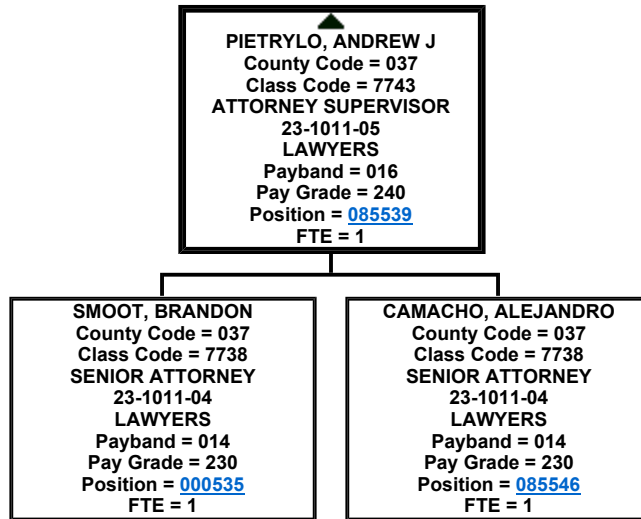 PIETRYLO, ANDREW J
County Code = 037
Class Code = 7743
ATTORNEY SUPERVISOR
23-1011-05
LAWYERS
Payband = 016
Pay Grade = 240
Position = 085539
FTE = 1
SMOOT, BRANDON
County Code = 037
Class Code = 7738
SENIOR ATTORNEY
23-1011-04
LAWYERS
Payband = 014
Pay Grade = 230
Position = 000535
FTE = 1
CAMACHO, ALEJANDRO
County Code = 037
Class Code = 7738
SENIOR ATTORNEY
23-1011-04
LAWYERS
Payband = 014
Pay Grade = 230
Position = 085546
FTE = 1